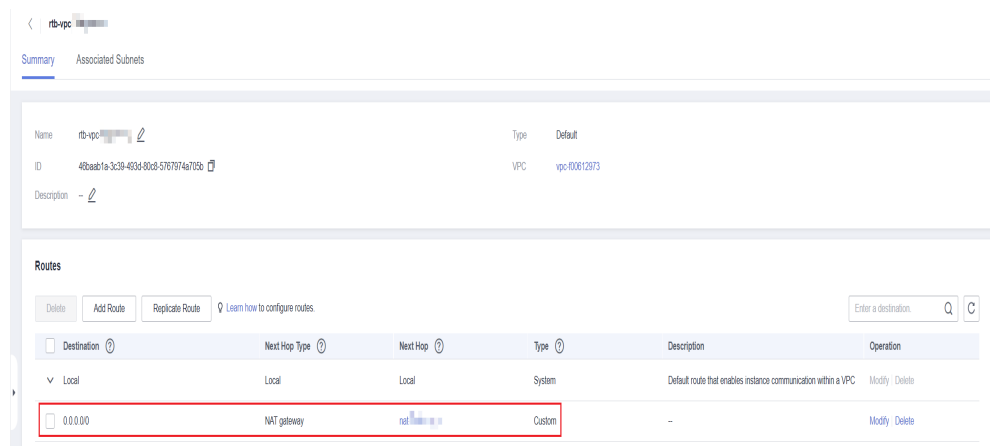 rtb-vpc
Summary Associated Subnets
Name rtb-vpc Type Default
ID 46baab1a-3c39-493d-80c8-5767974a705b VPC vpc-f00612973
Description --
Routes
Delete Add Route Replicate Route Learn how to configure routes. Enter a destination.
Destination Next Hop Type Next Hop Type Description Operation
Local Local Local System Default route that enables instance communication within a VPC Modify Delete
0.0.0.0/0 NAT gateway nat Custom -- Modify Delete